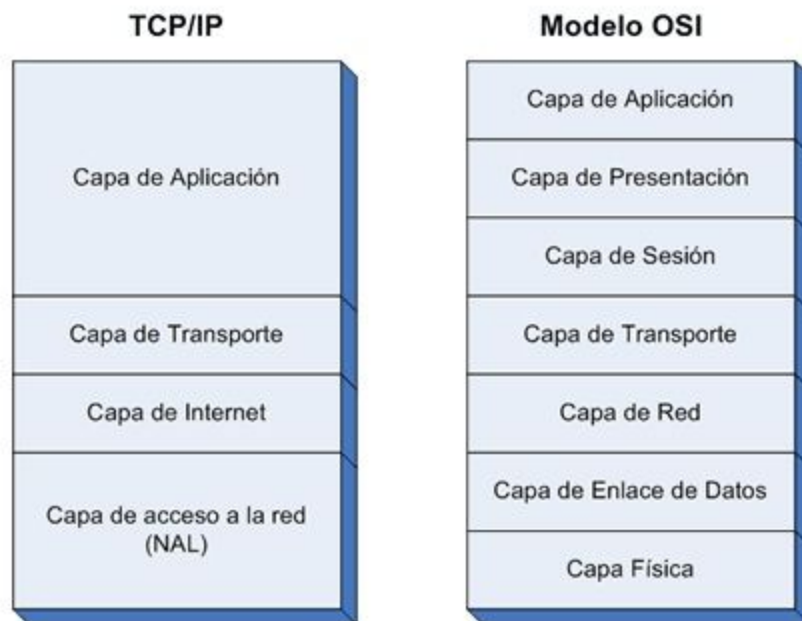 TCP/IP
Capa de Aplicación
Capa de Transporte
Capa de Internet
Capa de acceso a la red
(NAL)
Modelo OSI
Capa de Aplicación
Capa de Presentación
Capa de Sesión
Capa de Transporte
Capa de Red
Capa de Enlace de Datos
Capa Física